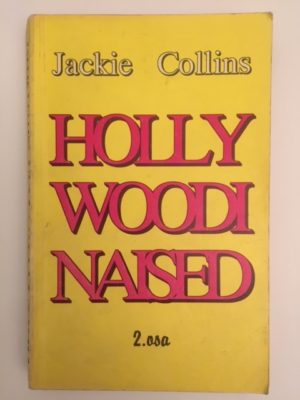 Jackie Collins
HOLLY
WOODI
NAISED
2.osa